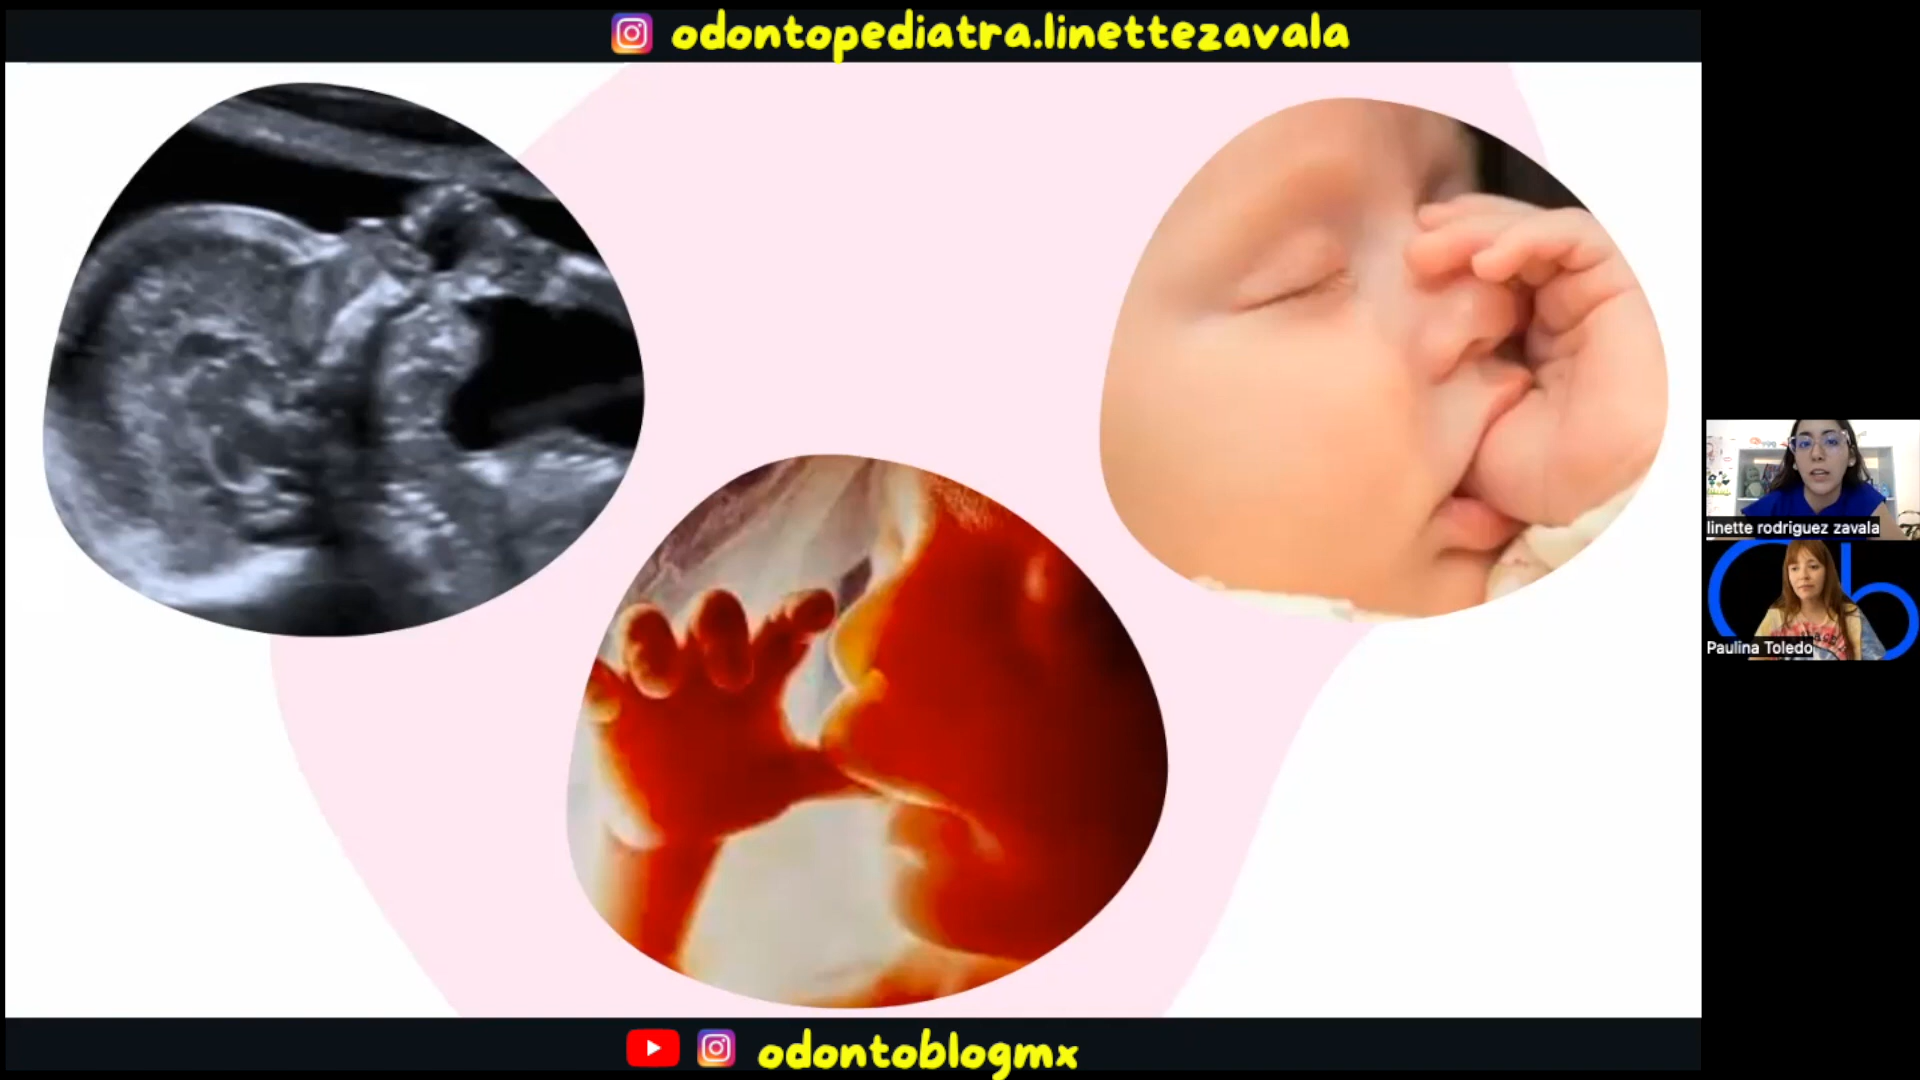 odontopediatra.linettezavala
linette rodriguez zavala
Paulina Toledo
odontoblogmx